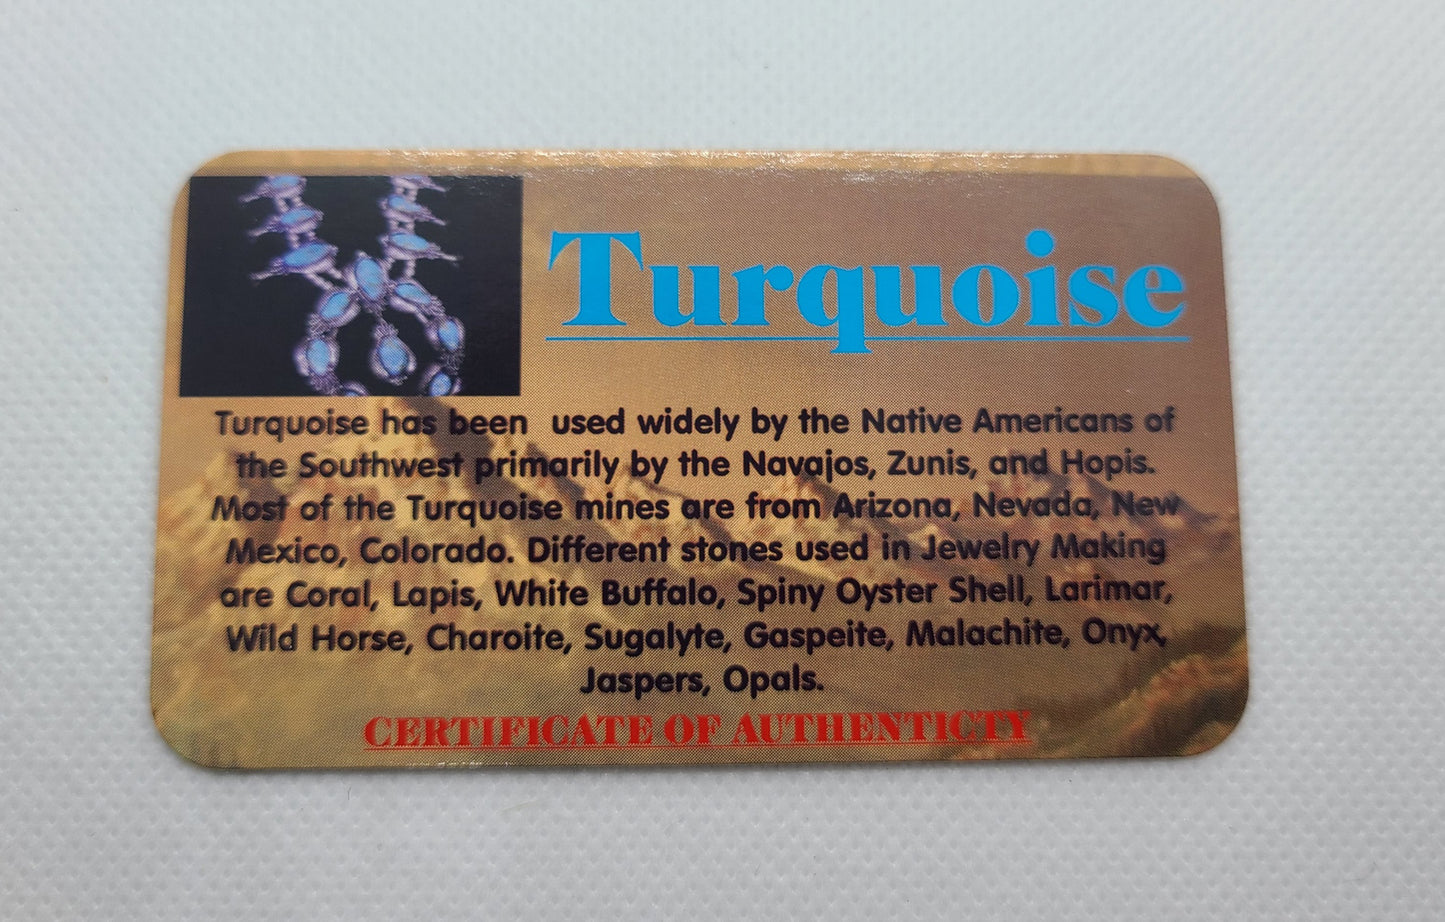 Turquoise
Turquoise has been used widely by the Native Americans of
the Southwest primarily by the Navajos, Zunis, and Hopis.
Most of the Turquoise mines are from Arizona, Nevada, New
Mexico, Colorado. Different stones used in Jewelry Making
are Coral, Lapis, White Buffalo, Spiny Oyster Shell, Larimar,
Wild Horse, Charoite, Sugalyte, Gaspeite, Malachite, Onyx,
Jaspers, Opals.
CERTIFICATE OF AUTHENTICTY